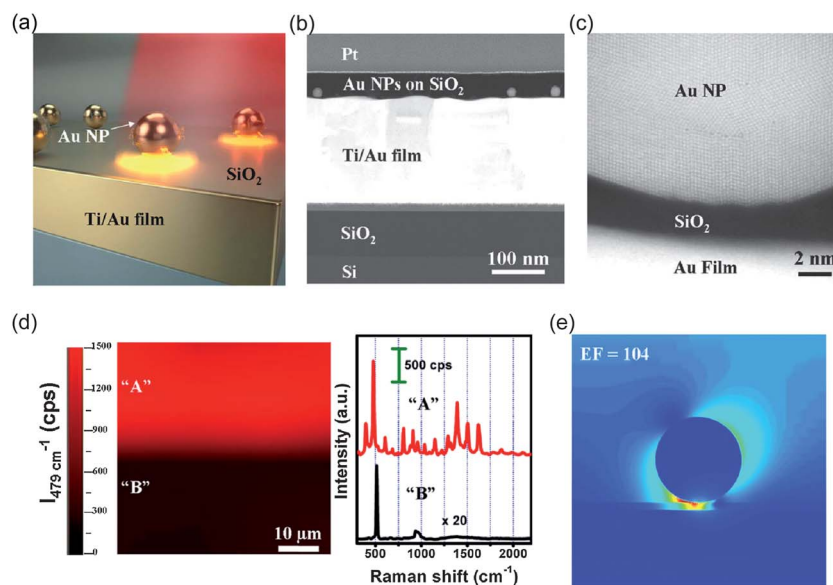 (a)
Au NP
SiO₂
Ti/Au film
(b)
Pt
Au NPs on SiO₂
Ti/Au film
SiO₂
Si
100 nm
(c)
Au NP
SiO₂
Au Film
2 nm
(d)
I₄₇₉ cm⁻¹ (cps)
1500
1200
900
600
300
0
"A"
"B"
10 μm
Intensity (a.u.)
500 cps
"A"
"B"
x 20
500 1000 1500 2000
Raman shift (cm⁻¹)
(e)
EF = 104